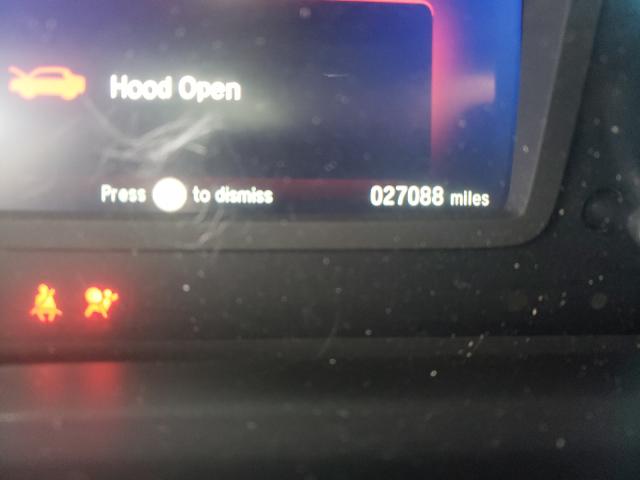 Hood Open
Press to dismiss
027088 miles